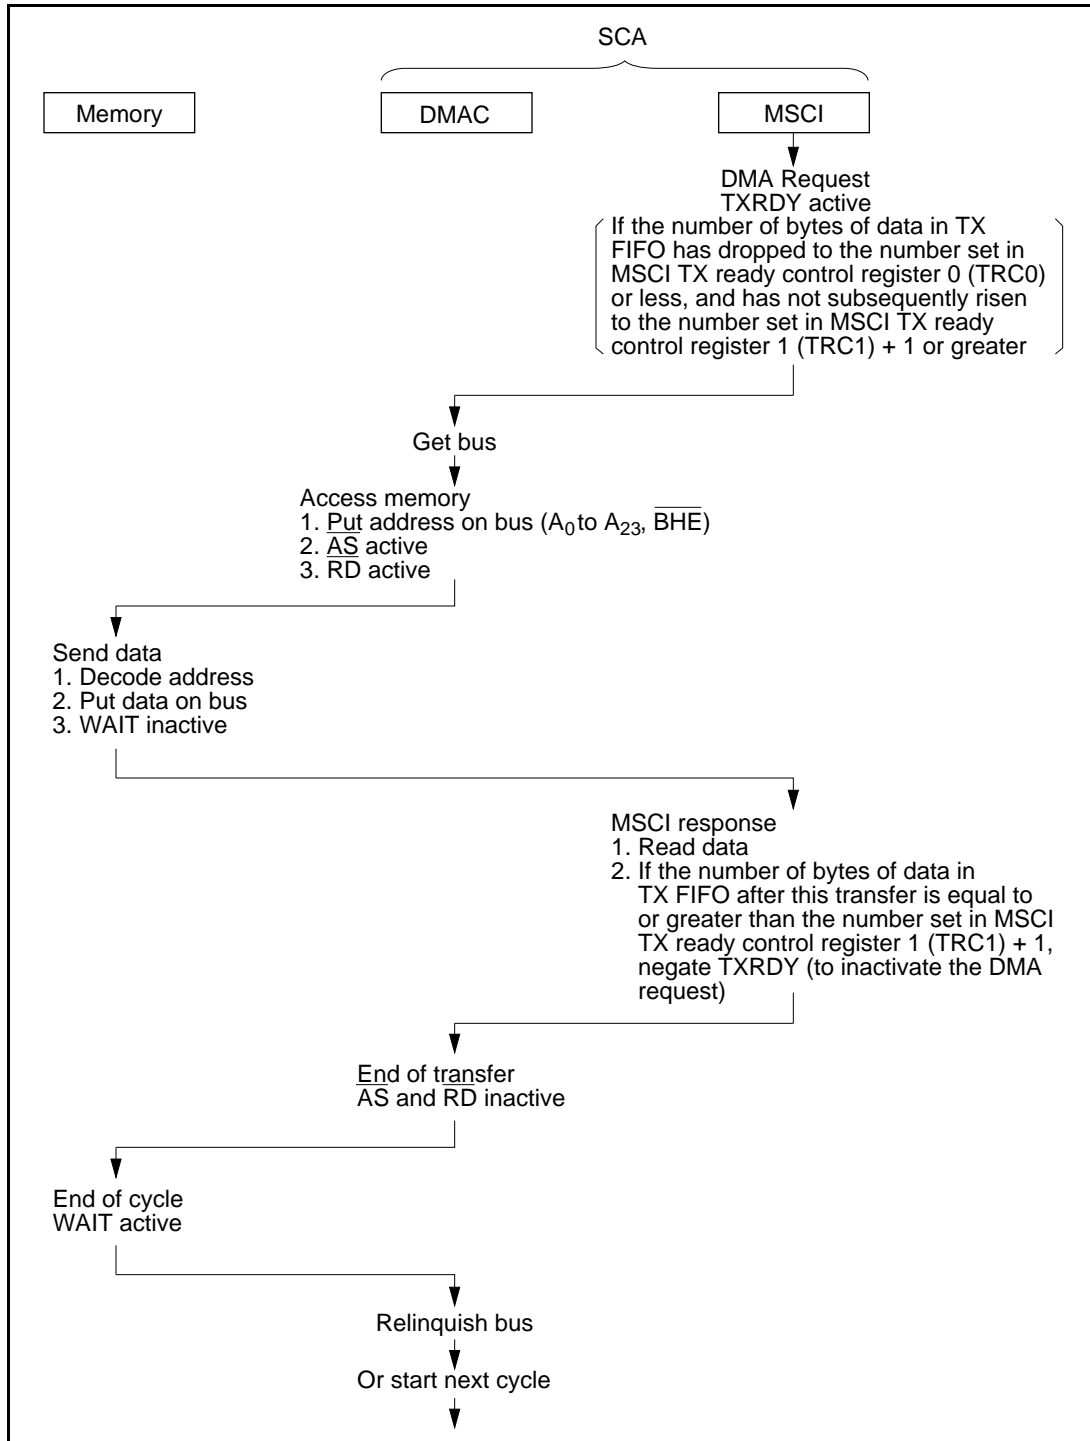 SCA
Memory
DMAC
MSCI
DMA Request
TXRDY active
If the number of bytes of data in TX
FIFO has dropped to the number set in
MSCI TX ready control register 0 (TRC0)
or less, and has not subsequently risen
to the number set in MSCI TX ready
control register 1 (TRC1) + 1 or greater
Get bus
Access memory
1. Put address on bus (A₀ to A₂₃, B̅H̅E̅)
2. A̅S̅ active
3. R̅D̅ active
Send data
1. Decode address
2. Put data on bus
3. WAIT inactive
MSCI response
1. Read data
2. If the number of bytes of data in
TX FIFO after this transfer is equal to
or greater than the number set in MSCI
TX ready control register 1 (TRC1) + 1,
negate TXRDY (to inactivate the DMA
request)
End of transfer
A̅S̅ and R̅D̅ inactive
End of cycle
WAIT active
Relinquish bus
Or start next cycle